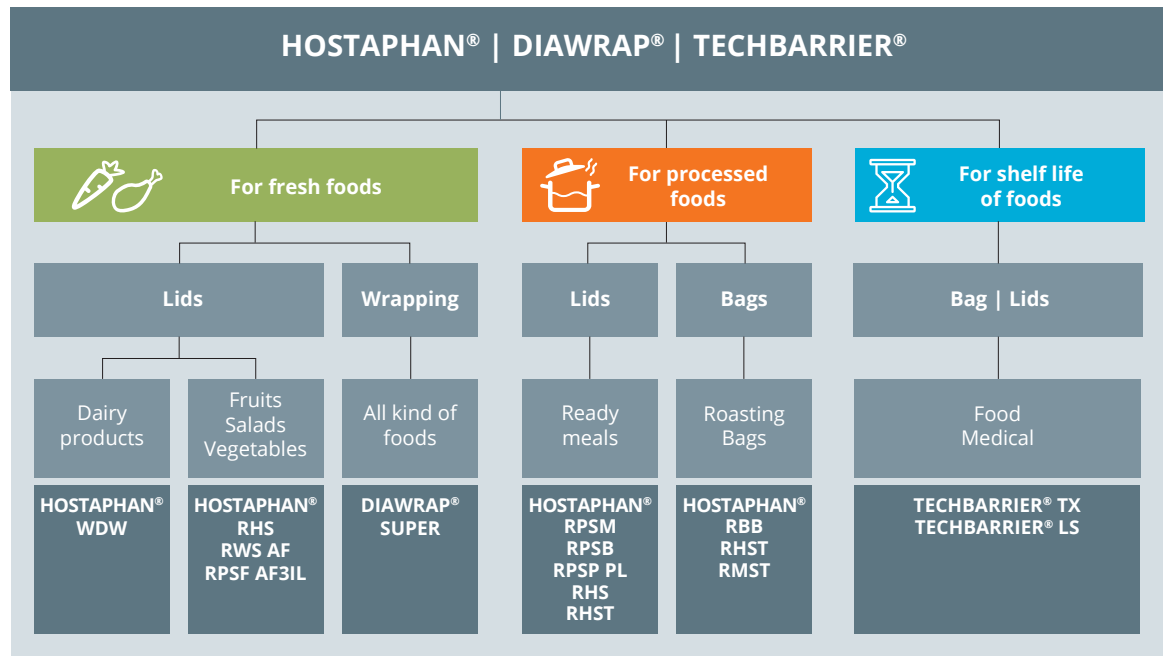 HOSTAPHAN® | DIAWRAP® | TECHBARRIER®
For fresh foods
For processed
foods
For shelf life
of foods
Lids
Wrapping
Lids
Bags
Bag | Lids
Dairy
products
Fruits
Salads
Vegetables
All kind of
foods
Ready
meals
Roasting
Bags
Food
Medical
HOSTAPHAN®
WDW
HOSTAPHAN®
RHS
RWS AF
RPSF AF3IL
DIAWRAP®
SUPER
HOSTAPHAN®
RPSM
RPSB
RPSP PL
RHS
RHST
HOSTAPHAN®
RBB
RHST
RMST
TECHBARRIER® TX
TECHBARRIER® LS